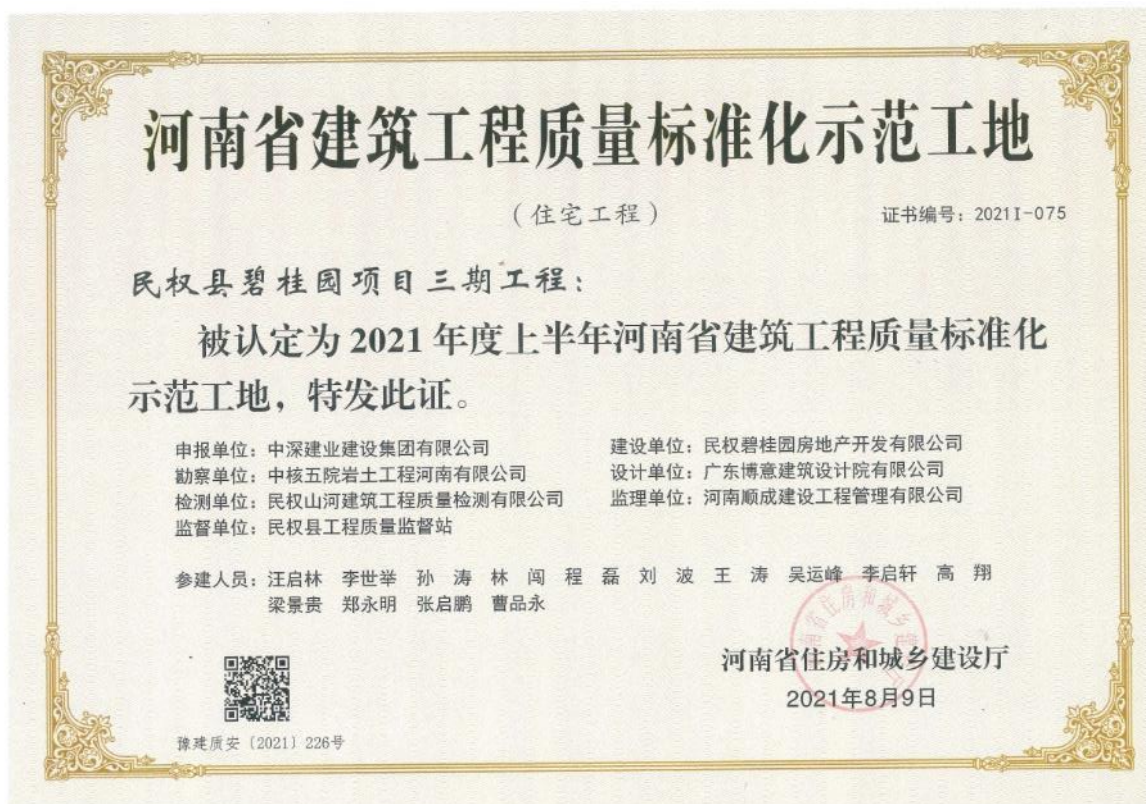 河南省建筑工程质量标准化示范工地
（住宅工程）
证书编号：2021I-075
民权县碧桂园项目三期工程：
被认定为 2021 年度上半年河南省建筑工程质量标准化
示范工地，特发此证。
申报单位：中深建业建设集团有限公司
建设单位：民权碧桂园房地产开发有限公司
勘察单位：中核五院岩土工程河南有限公司
设计单位：广东博意建筑设计院有限公司
检测单位：民权山河建筑工程质量检测有限公司
监理单位：河南顺成建设工程管理有限公司
监督单位：民权县工程质量监督站
参建人员：汪启林 李世举 孙涛 林闯 程磊 刘波 王涛 吴运峰 李启轩 高翔
梁景贵 郑永明 张启鹏 曹品永
河南省住房和城乡建设厅
2021年8月9日
豫建质安〔2021〕226号